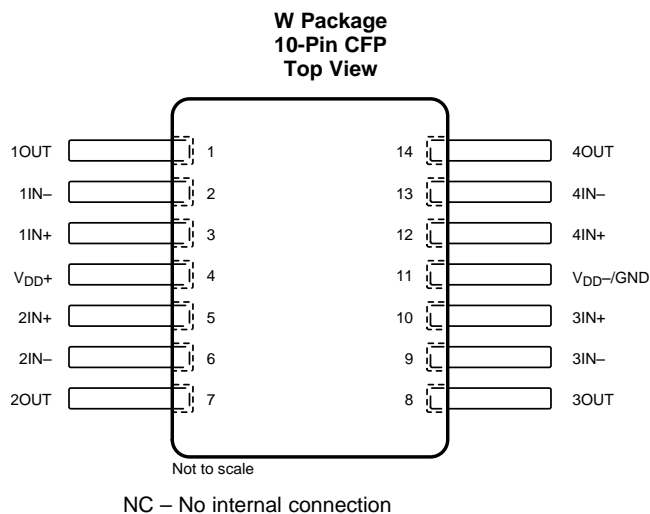 W Package
10-Pin CFP
Top View
1OUT 1 14 4OUT
1IN– 2 13 4IN–
1IN+ 3 12 4IN+
VDD+ 4 11 VDD–/GND
2IN+ 5 10 3IN+
2IN– 6 9 3IN–
2OUT 7 8 3OUT
Not to scale
NC – No internal connection